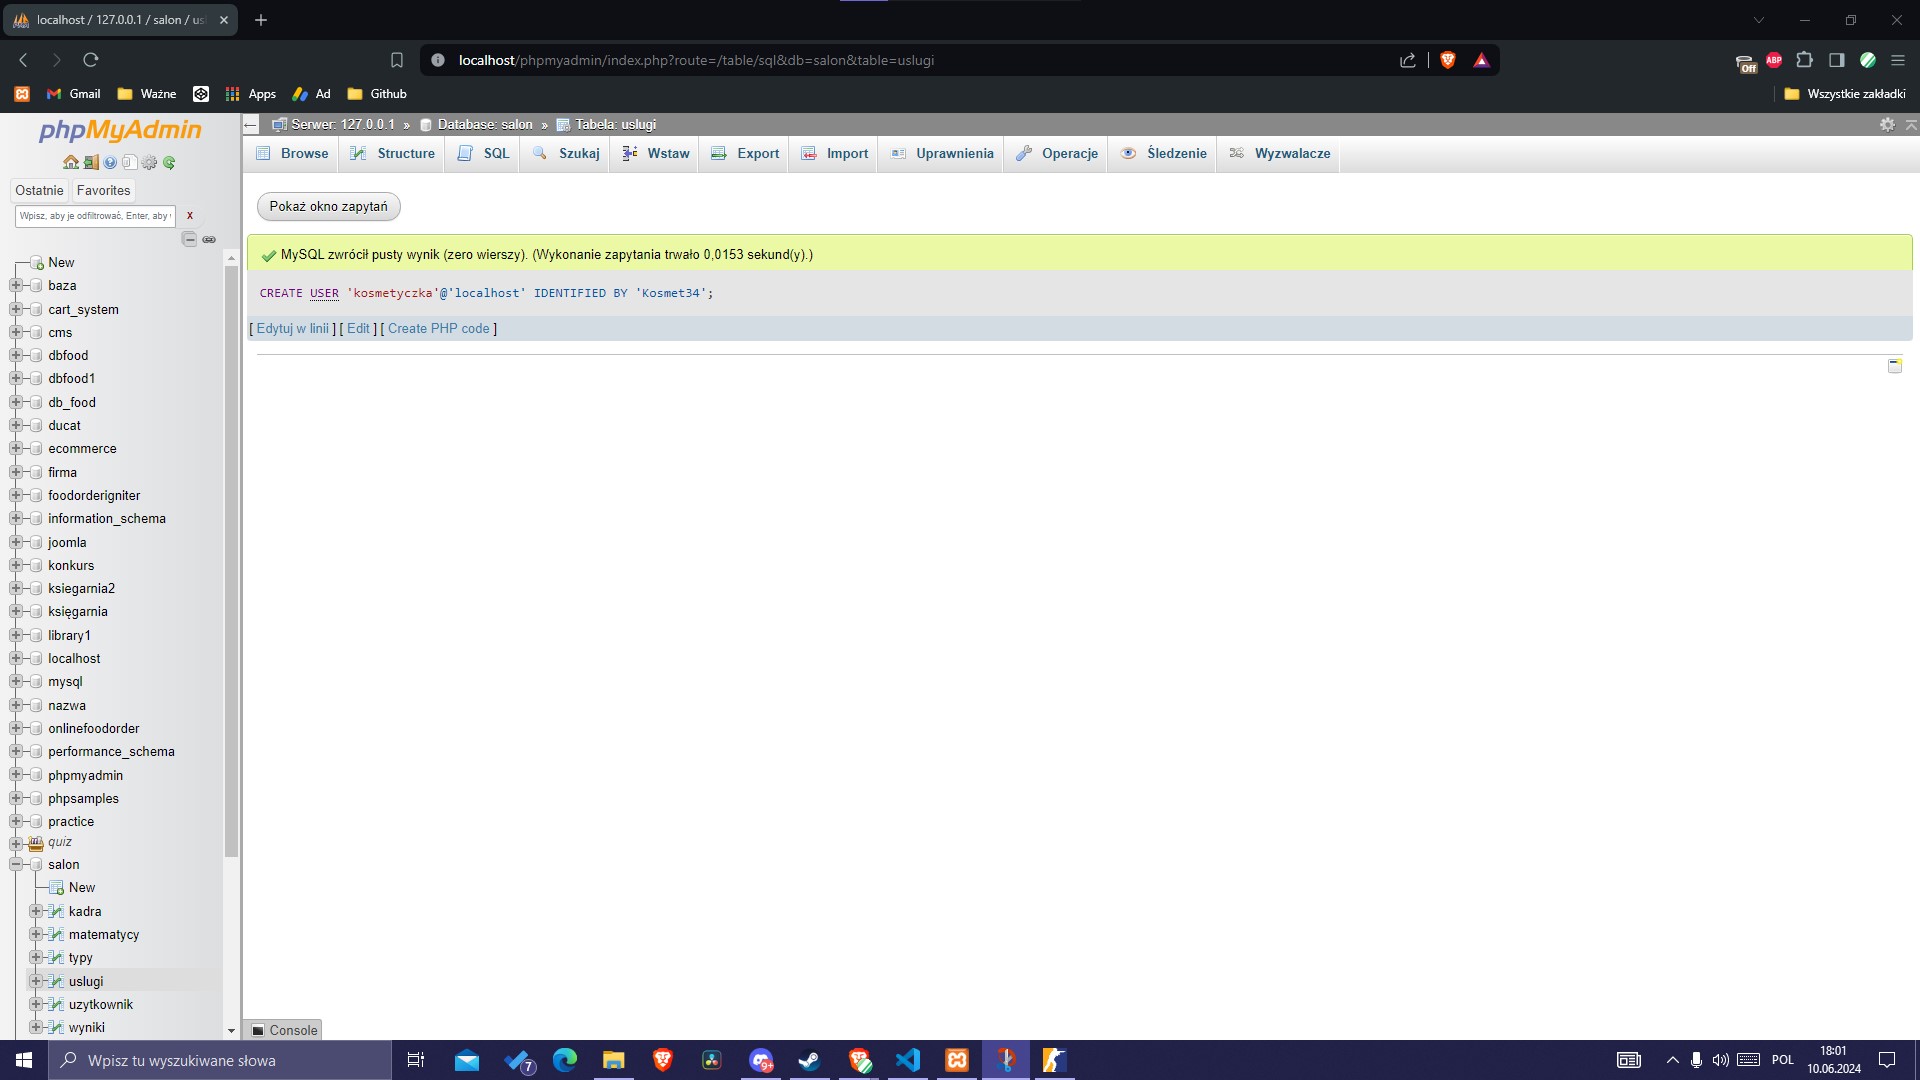 localhost / 127.0.0.1 / salon / us
localhost/phpmyadmin/index.php?route=/table/sql&db=salon&table=uslugi
Off
ABP
Gmail
Ważne
Apps
Ad
Github
Wszystkie zakładki
phpMyAdmin
Serwer: 127.0.0.1 » Database: salon » Tabela: uslugi
Browse
Structure
SQL
Szukaj
Wstaw
Export
Import
Uprawnienia
Operacje
Śledzenie
Wyzwalacze
Ostatnie
Favorites
Wpisz, aby je odfiltrować, Enter, aby
X
Pokaż okno zapytań
MySQL zwrócił pusty wynik (zero wierszy). (Wykonanie zapytania trwało 0,0153 sekund(y).)
CREATE USER 'kosmetyczka'@'localhost' IDENTIFIED BY 'Kosmet34';
[ Edytuj w linii ] [ Edit ] [ Create PHP code ]
New
baza
cart_system
cms
dbfood
dbfood1
db_food
ducat
ecommerce
firma
foodorderigniter
information_schema
joomla
konkurs
ksiegarnia2
księgarnia
library1
localhost
mysql
nazwa
onlinefoodorder
performance_schema
phpmyadmin
phpsamples
practice
quiz
salon
New
kadra
matematycy
typy
uslugi
uzytkownik
wyniki
Console
Wpisz tu wyszukiwane słowa
7
9+
POL
18:01
10.06.2024